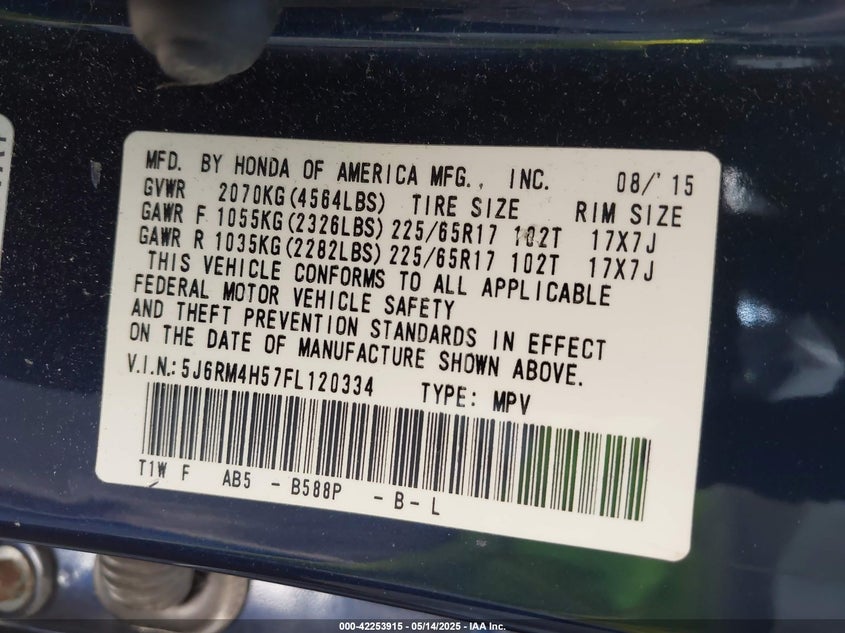 MFD. BY HONDA OF AMERICA MFG., INC. 08/'15
GVWR 2070KG(4564LBS) TIRE SIZE RIM SIZE
GAWR F 1055KG(2326LBS) 225/65R17 102T 17X7J
GAWR R 1035KG(2282LBS) 225/65R17 102T 17X7J
THIS VEHICLE CONFORMS TO ALL APPLICABLE
FEDERAL MOTOR VEHICLE SAFETY
AND THEFT PREVENTION STANDARDS IN EFFECT
ON THE DATE OF MANUFACTURE SHOWN ABOVE.
V.I.N.: 5J6RM4H57FL120334 TYPE: MPV
T1W F AB5 - B588P - B - L
000-42253915 - 05/14/2025 - IAA Inc.